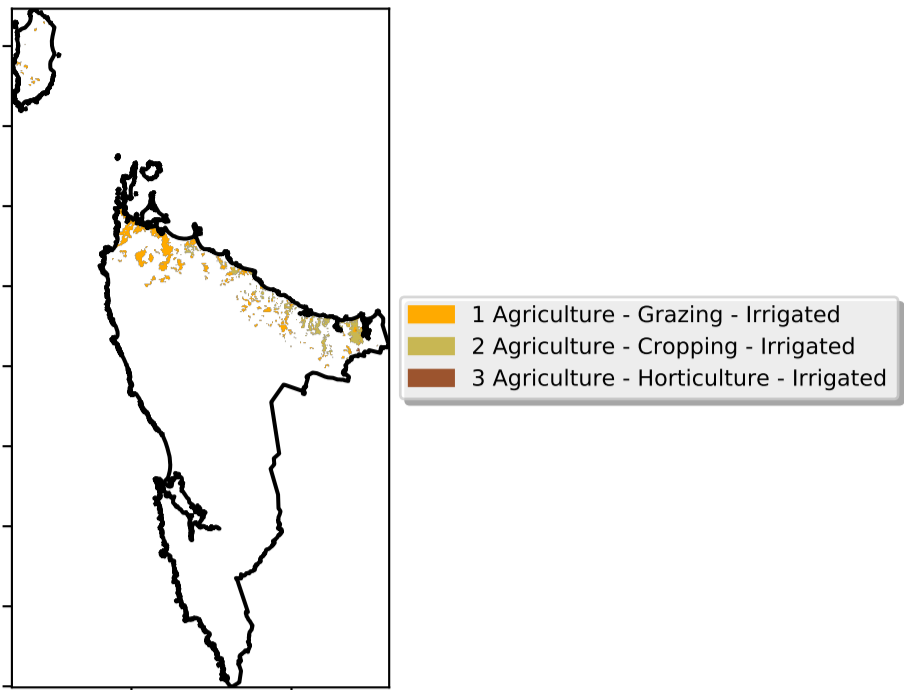 1 Agriculture - Grazing - Irrigated
2 Agriculture - Cropping - Irrigated
3 Agriculture - Horticulture - Irrigated